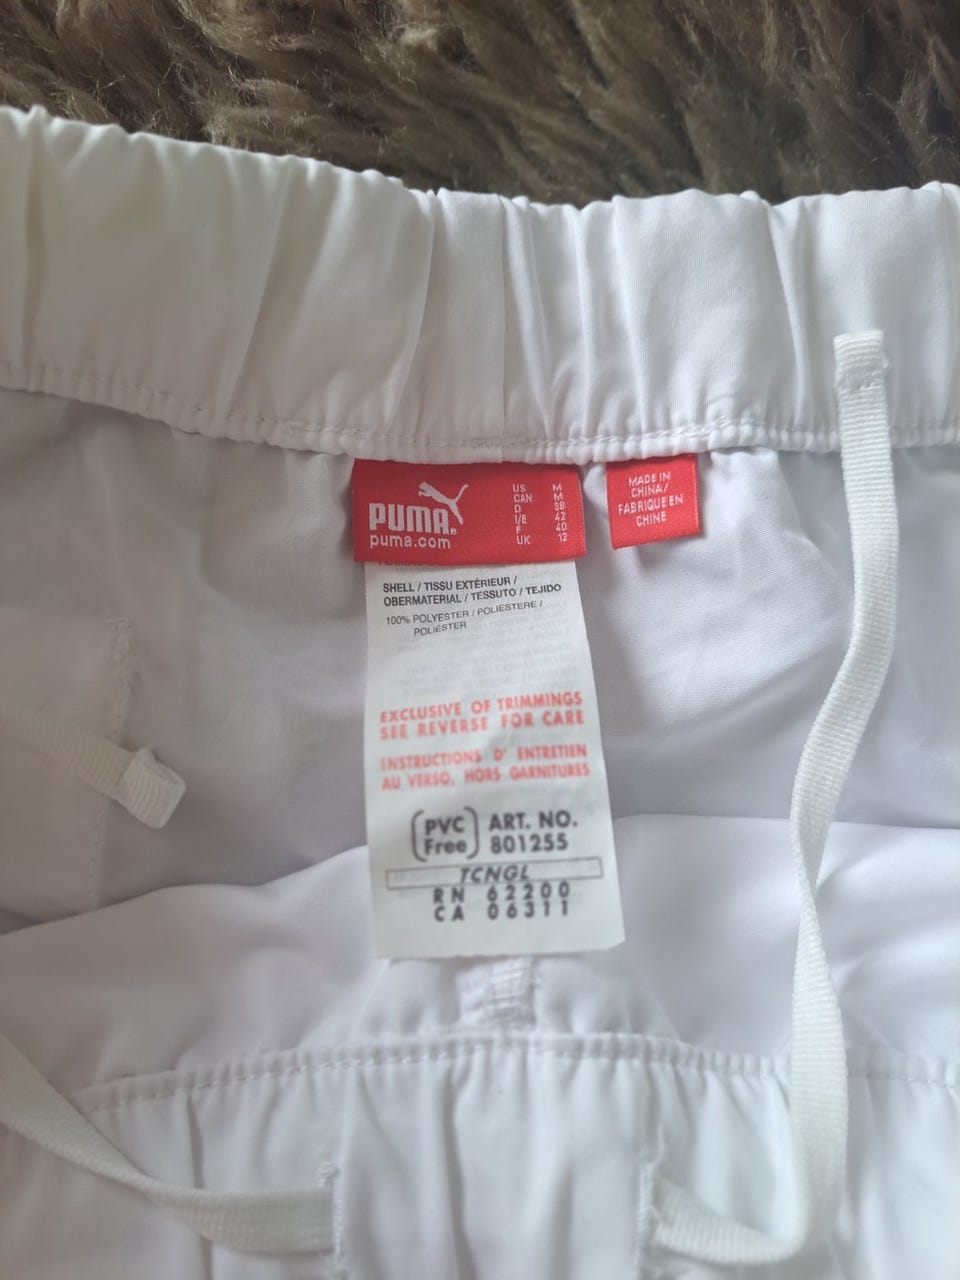 PUMA®
puma.com
US M
CAN M
D 38
I/E 42
F 40
UK 12
MADE IN
CHINA/
FABRIQUE EN
CHINE
SHELL / TISSU EXTÉRIEUR /
OBERMATERIAL / TESSUTO / TEJIDO
100% POLYESTER / POLIESTERE /
POLIÉSTER
EXCLUSIVE OF TRIMMINGS
SEE REVERSE FOR CARE
INSTRUCTIONS D' ENTRETIEN
AU VERSO, HORS GARNITURES
(PVC Free)
ART. NO.
801255
TCNGL
RN 62200
CA 06311